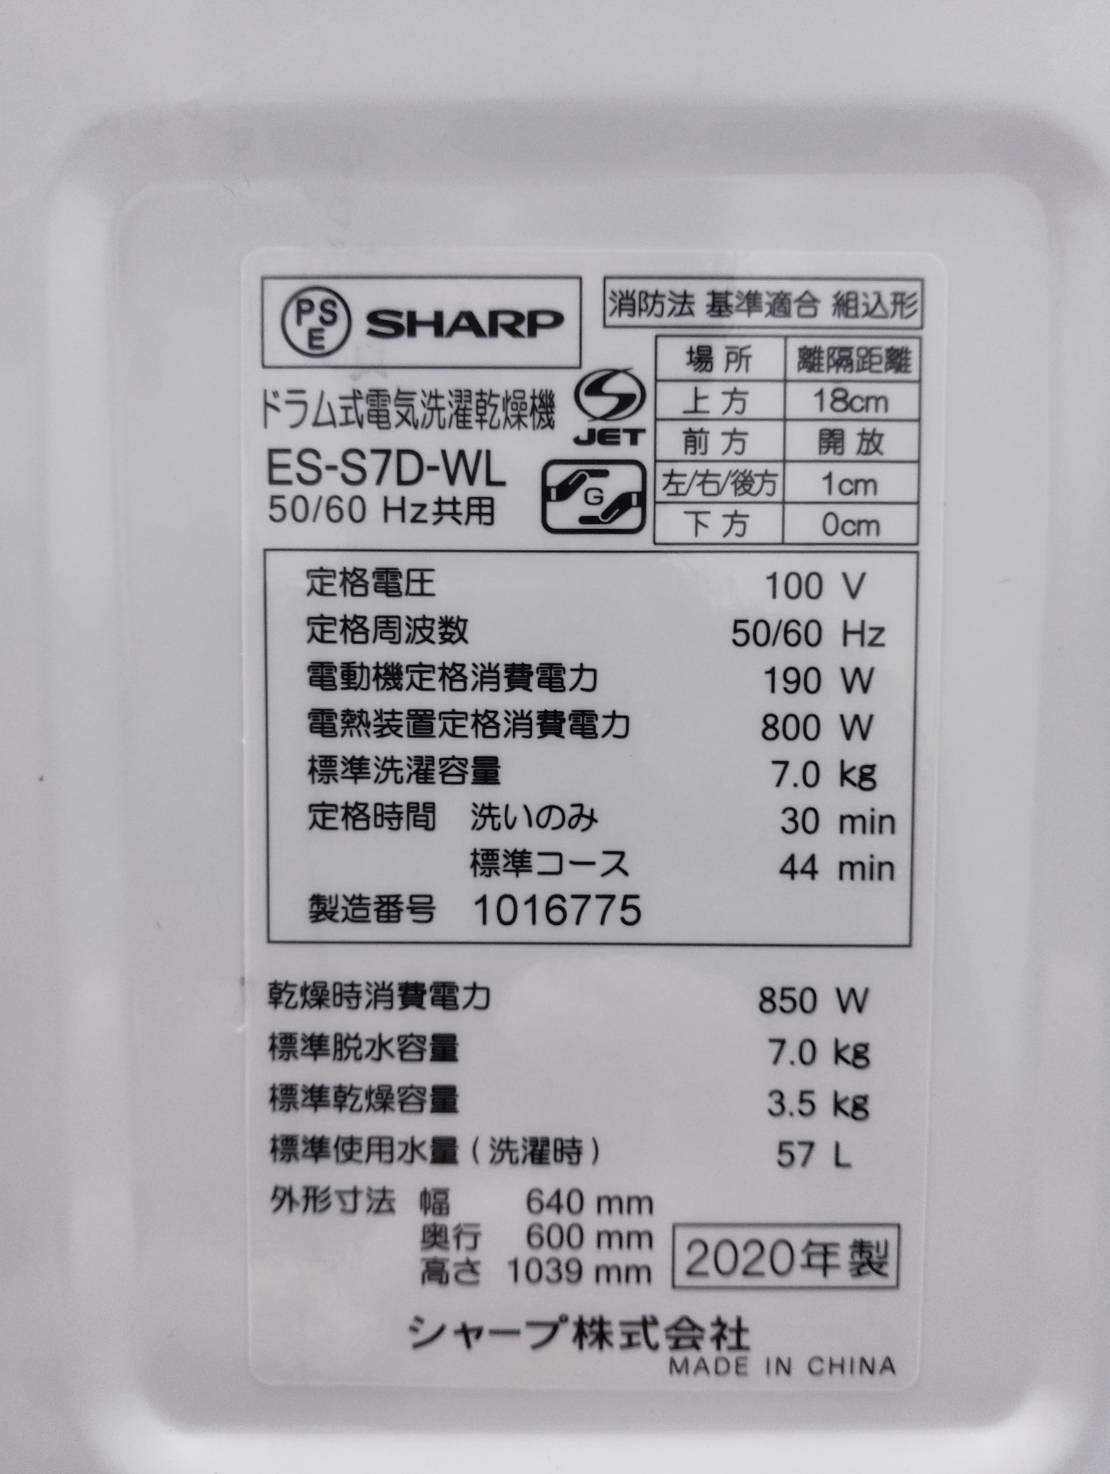 PSE SHARP
消防法 基準適合 組込形
場所 離隔距離
上方 18cm
前方 開放
左/右/後方 1cm
下方 0cm
ドラム式電気洗濯乾燥機
JET
ES-S7D-WL
G
50/60 Hz共用
定格電圧 100 V
定格周波数 50/60 Hz
電動機定格消費電力 190 W
電熱装置定格消費電力 800 W
標準洗濯容量 7.0 kg
定格時間 洗いのみ 30 min
標準コース 44 min
製造番号 1016775
乾燥時消費電力 850 W
標準脱水容量 7.0 kg
標準乾燥容量 3.5 kg
標準使用水量(洗濯時) 57 L
外形寸法 幅 640 mm
奥行 600 mm
高さ 1039 mm
2020年製
シャープ株式会社
MADE IN CHINA